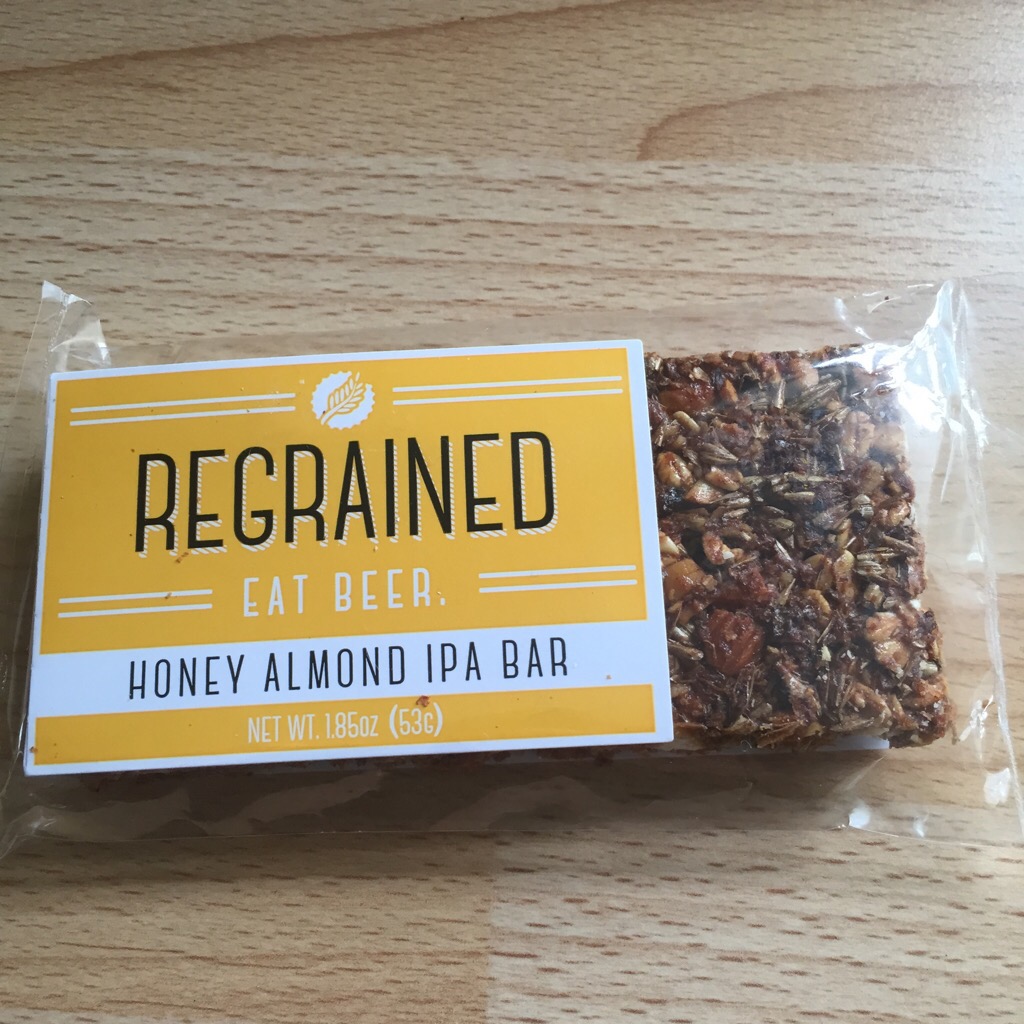 REGRAINED
EAT BEER.
HONEY ALMOND IPA BAR
NET WT. 1.85oz (53G)